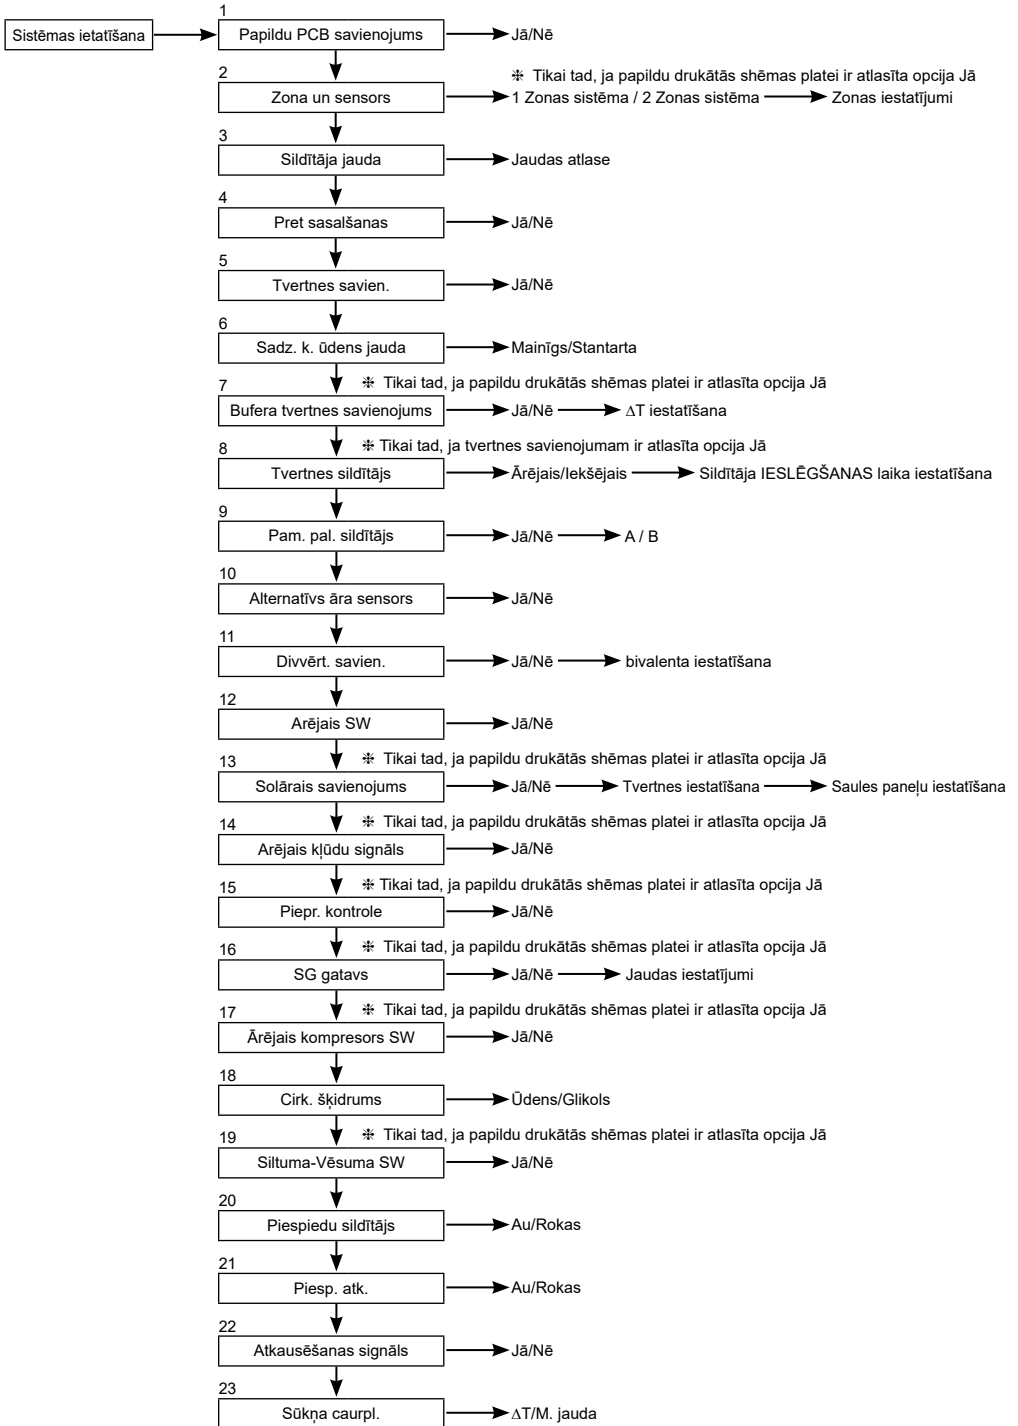 1
Sistēmas ietatīšana
Papildu PCB savienojums
Jā/Nē
2
❈ Tikai tad, ja papildu drukātās shēmas platei ir atlasīta opcija Jā
Zona un sensors
1 Zonas sistēma / 2 Zonas sistēma
Zonas iestatījumi
3
Sildītāja jauda
Jaudas atlase
4
Pret sasalšanas
Jā/Nē
5
Tvertnes savien.
Jā/Nē
6
Sadz. k. ūdens jauda
Mainīgs/Stantarta
7
❈ Tikai tad, ja papildu drukātās shēmas platei ir atlasīta opcija Jā
Bufera tvertnes savienojums
Jā/Nē
∆T iestatīšana
8
❈ Tikai tad, ja tvertnes savienojumam ir atlasīta opcija Jā
Tvertnes sildītājs
Ārējais/Iekšējais
Sildītāja IESLĒGŠANAS laika iestatīšana
9
Pam. pal. sildītājs
Jā/Nē
A / B
10
Alternatīvs āra sensors
Jā/Nē
11
Divvērt. savien.
Jā/Nē
bivalenta iestatīšana
12
Arējais SW
Jā/Nē
13
❈ Tikai tad, ja papildu drukātās shēmas platei ir atlasīta opcija Jā
Solārais savienojums
Jā/Nē
Tvertnes iestatīšana
Saules paneļu iestatīšana
14
❈ Tikai tad, ja papildu drukātās shēmas platei ir atlasīta opcija Jā
Arējais kļūdu signāls
Jā/Nē
15
❈ Tikai tad, ja papildu drukātās shēmas platei ir atlasīta opcija Jā
Piepr. kontrole
Jā/Nē
16
❈ Tikai tad, ja papildu drukātās shēmas platei ir atlasīta opcija Jā
SG gatavs
Jā/Nē
Jaudas iestatījumi
17
❈ Tikai tad, ja papildu drukātās shēmas platei ir atlasīta opcija Jā
Ārējais kompresors SW
Jā/Nē
18
Cirk. šķidrums
Ūdens/Glikols
19
❈ Tikai tad, ja papildu drukātās shēmas platei ir atlasīta opcija Jā
Siltuma-Vēsuma SW
Jā/Nē
20
Piespiedu sildītājs
Au/Rokas
21
Piesp. atk.
Au/Rokas
22
Atkausēšanas signāls
Jā/Nē
23
Sūkņa caurpl.
∆T/M. jauda